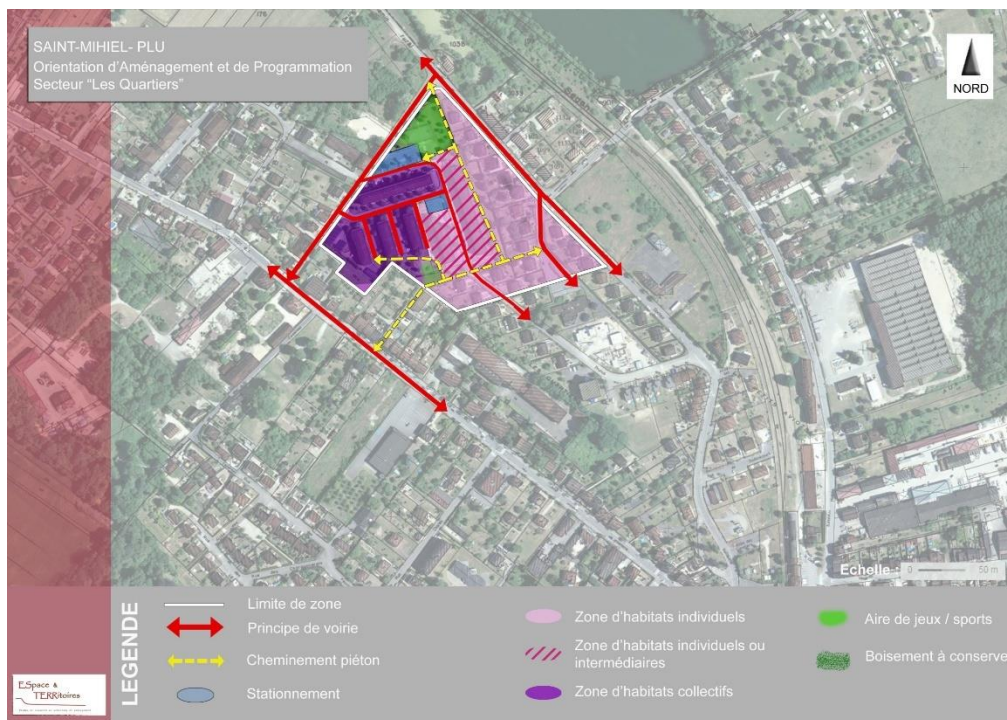 SAINT-MIHIEL- PLU
Orientation d'Aménagement et de Programmation
Secteur "Les Quartiers"
NORD
Echelle : 0 50 m
LEGENDE
Limite de zone
Principe de voirie
Cheminement piéton
Stationnement
Zone d'habitats individuels
Zone d'habitats individuels ou
intermédiaires
Zone d'habitats collectifs
Aire de jeux / sports
Boisement à conserve
ESpace &
TERRitoires